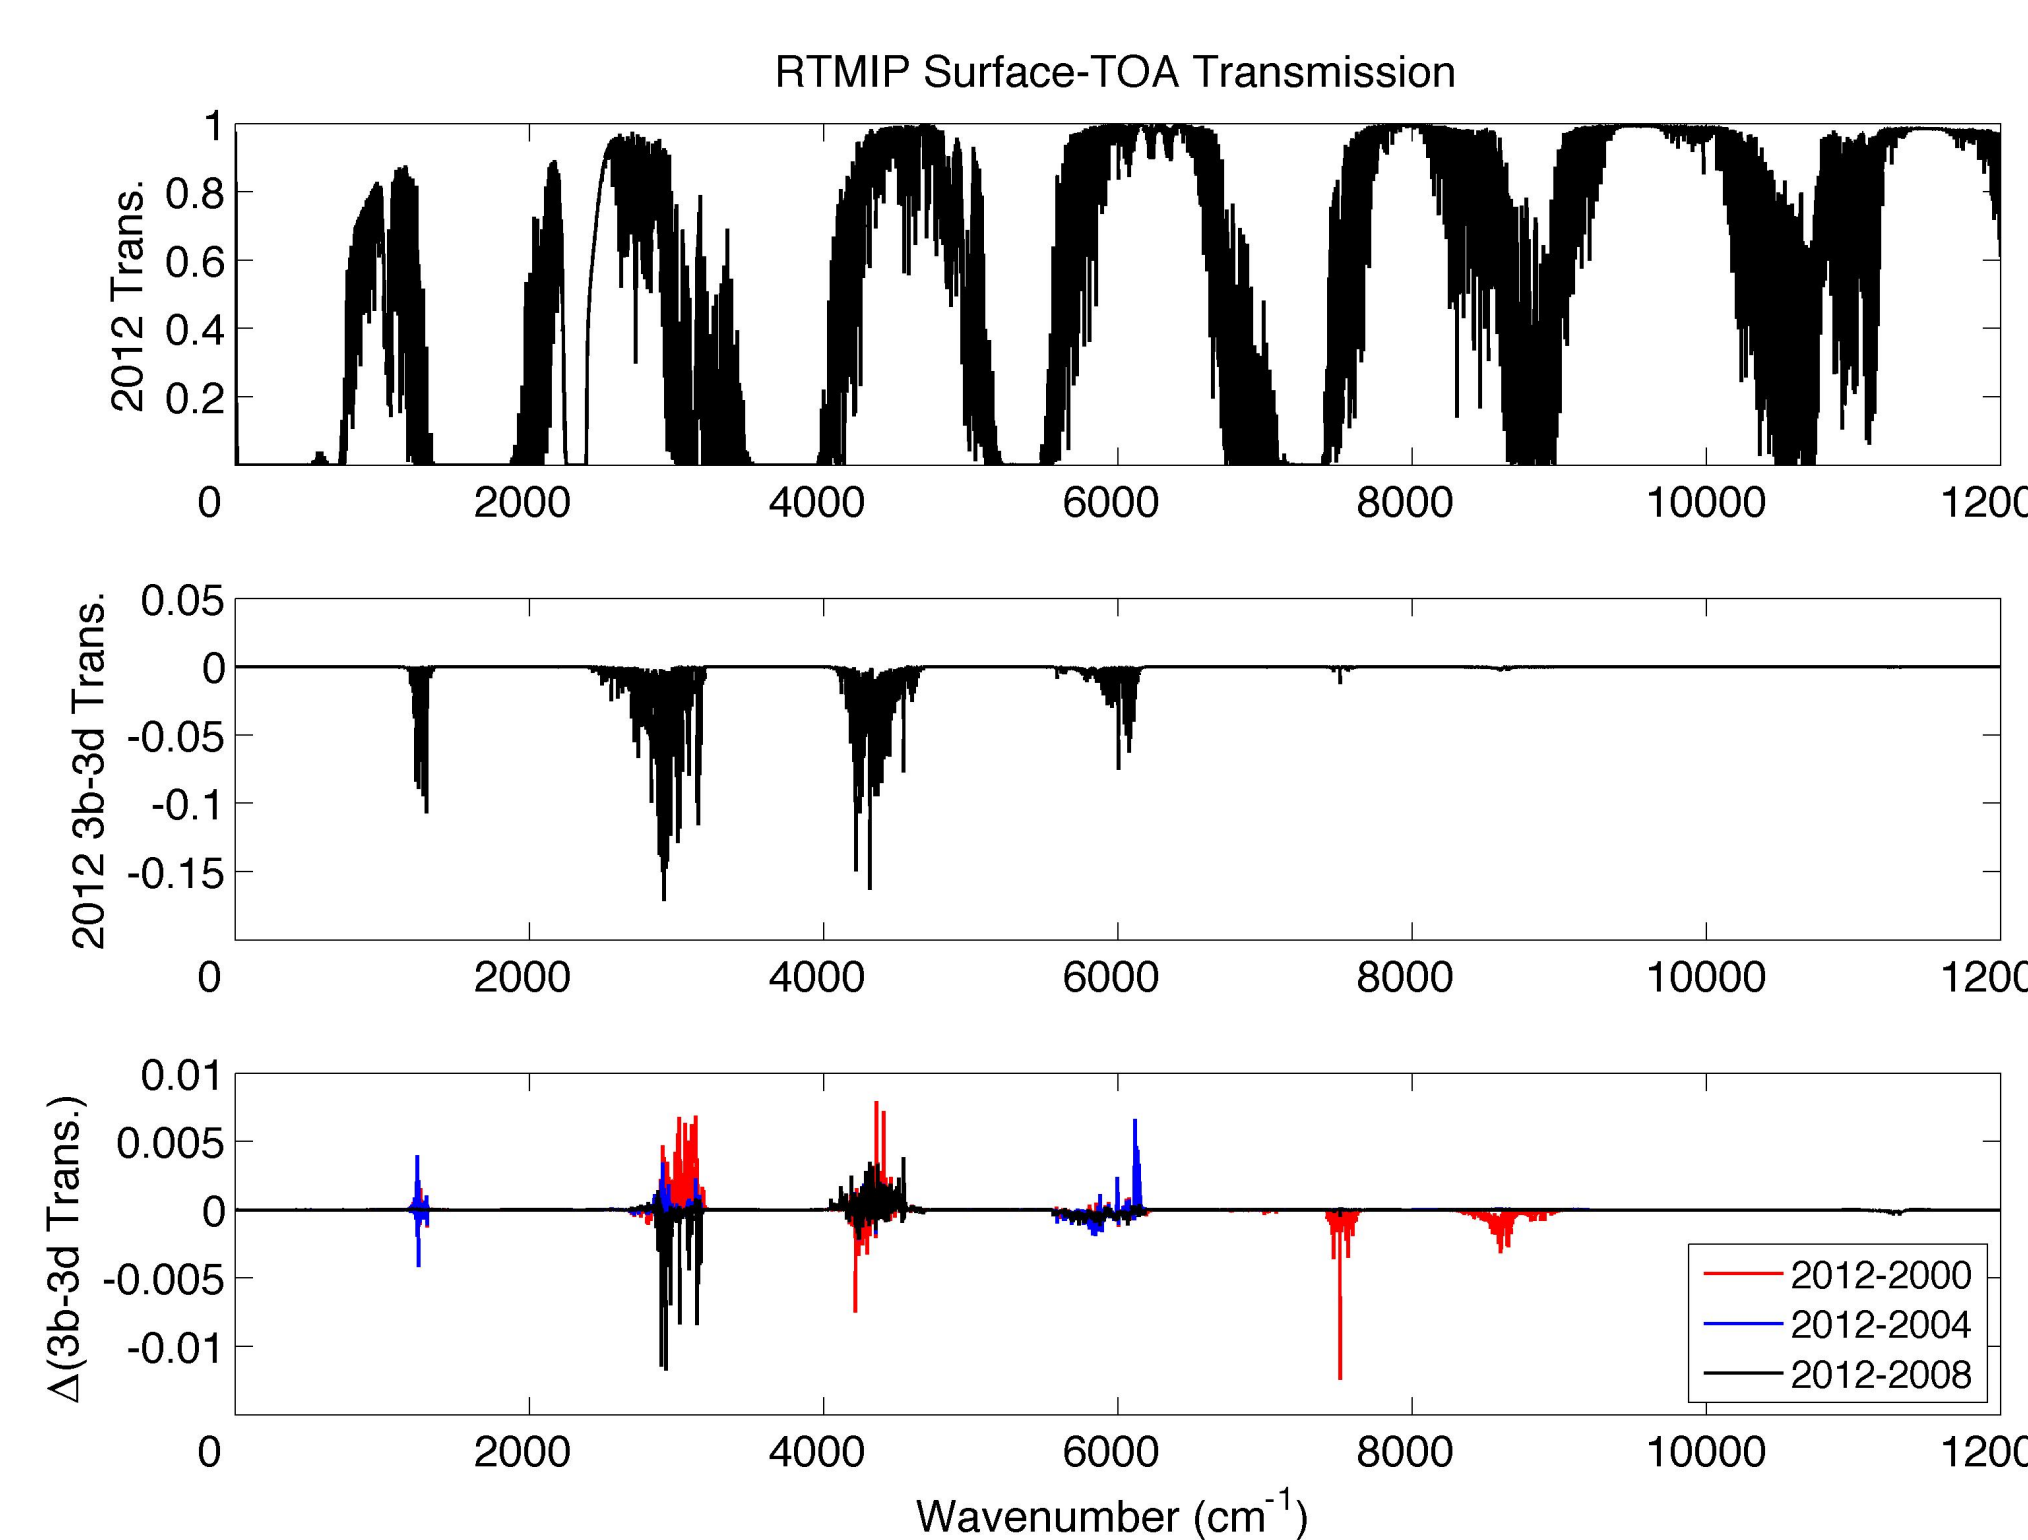 RTMIP Surface-TOA Transmission
2012 Trans.
1
0.8
0.6
0.4
0.2
0 2000 4000 6000 8000 10000 1200
2012 3b-3d Trans.
0.05
0
-0.05
-0.1
-0.15
0 2000 4000 6000 8000 10000 1200
Δ(3b-3d Trans.)
0.01
0.005
0
-0.005
-0.01
2012-2000
2012-2004
2012-2008
0 2000 4000 6000 8000 10000 1200
Wavenumber (cm⁻¹)